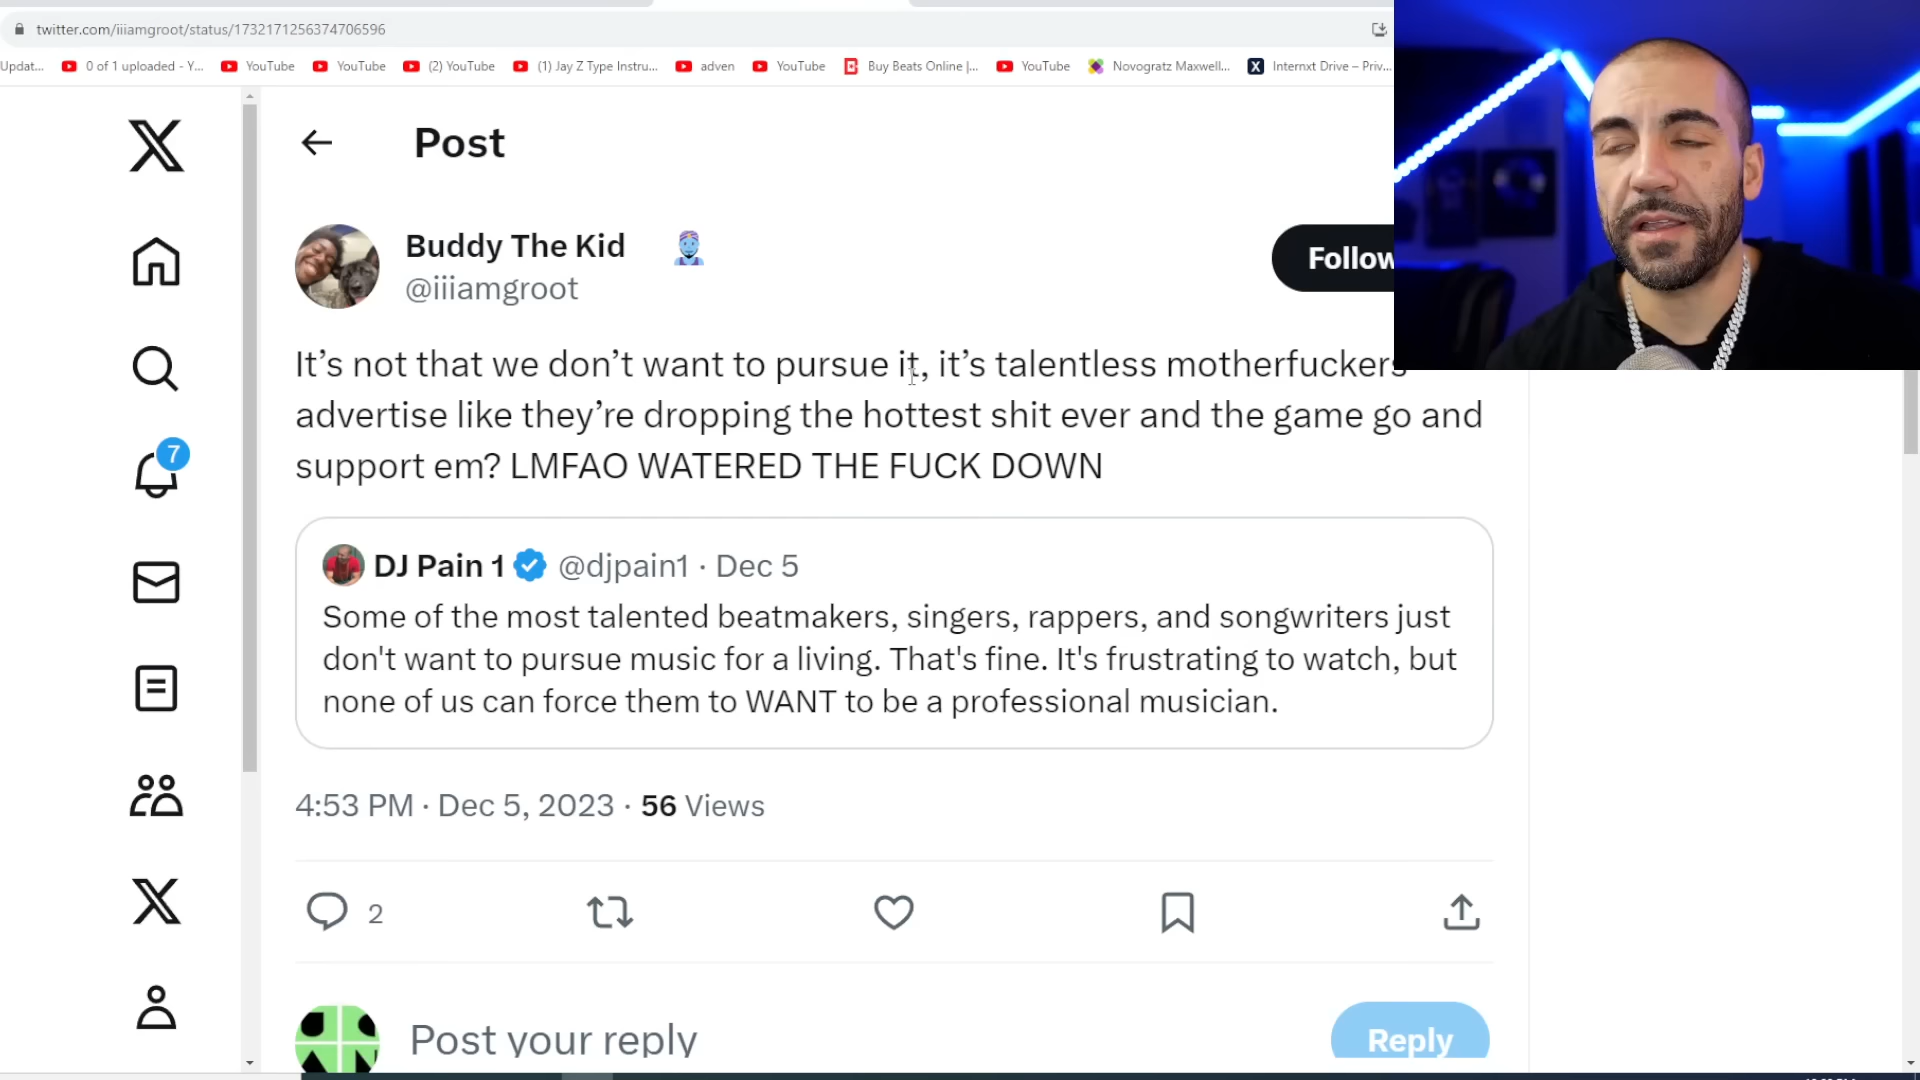 twitter.com/iiiamgroot/status/1732171256374706596
Updat... 0 of 1 uploaded - Y... YouTube YouTube (2) YouTube (1) Jay Z Type Instru... adven YouTube Buy Beats Online |... YouTube Novogratz Maxwell... Internxt Drive – Priv...
Post
Buddy The Kid
@iiiamgroot
Follow
It’s not that we don’t want to pursue it, it’s talentless motherfuckers
advertise like they’re dropping the hottest shit ever and the game go and
support em? LMFAO WATERED THE FUCK DOWN
DJ Pain 1 @djpain1 · Dec 5
Some of the most talented beatmakers, singers, rappers, and songwriters just
don't want to pursue music for a living. That's fine. It's frustrating to watch, but
none of us can force them to WANT to be a professional musician.
4:53 PM · Dec 5, 2023 · 56 Views
2
7
Post your reply
Reply